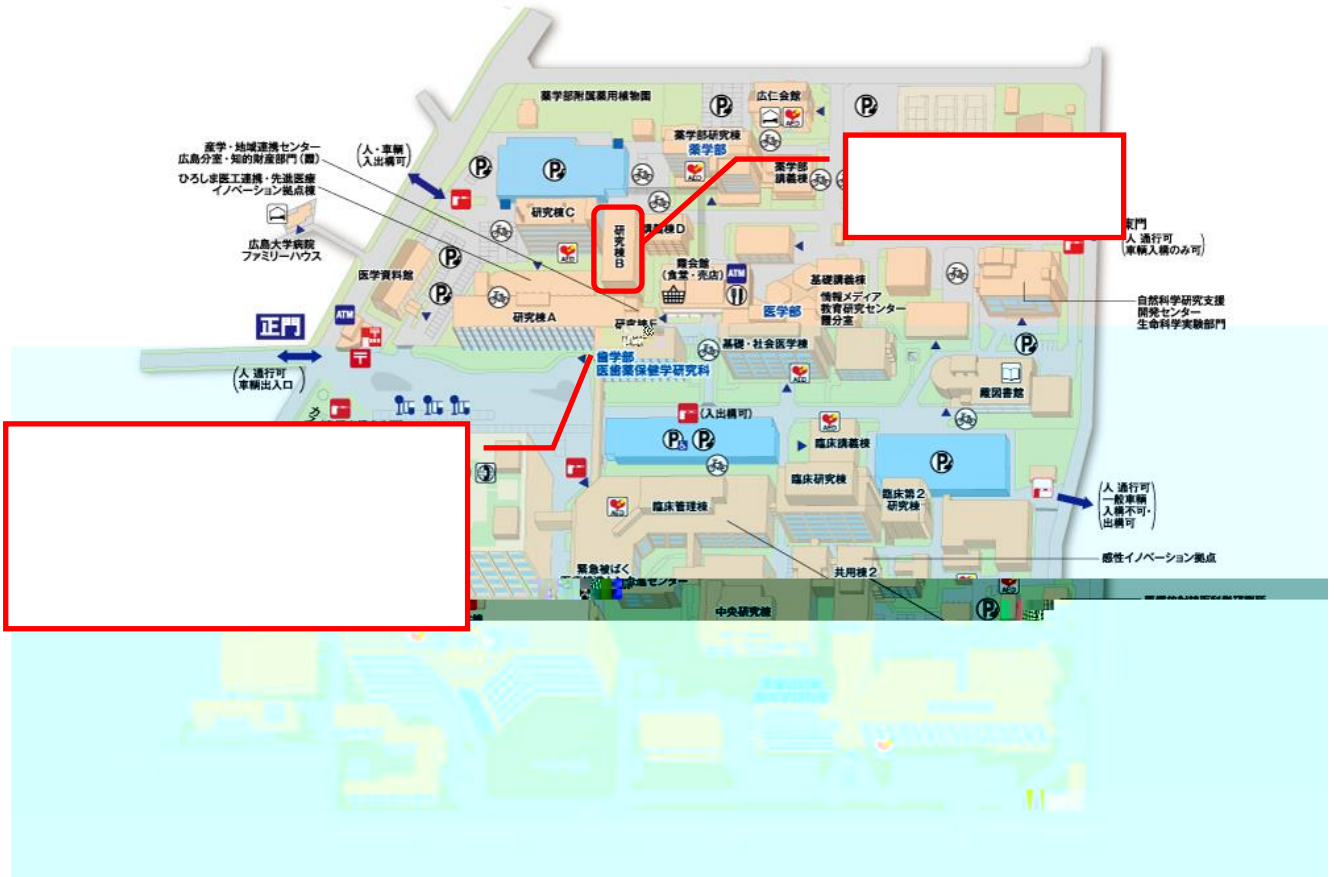 薬学部附属薬用植物園
広仁会館
AED
薬学部研究棟
薬学部
産学・地域連携センター
広島分室・知的財産部門(霞)
(人・車輌
入出構可)
ひろしま医工連携・先進医療
イノベーション拠点棟
AED
薬学部
講義棟
研究棟C
研究棟B
講義棟D
広島大学病院
ファミリーハウス
AED
東門
(人 通行可
車輌入構のみ可)
医学資料館
霞会館
(食堂・売店)
ATM
基礎講義棟
情報メディア
教育研究センター
霞分室
自然科学研究支援
開発センター
生命科学実験部門
正門
ATM
研究棟A
医学部
基礎・社会医学棟
(人 通行可
車輌出入口)
歯学部
医歯薬保健学研究科
AED
霞図書館
(入出構可)
AED
臨床講義棟
臨床研究棟
臨床第2
研究棟
(人 通行可
一般車輌
入構不可・
出構可)
AED
臨床管理棟
感性イノベーション拠点
共用棟2
緊急被ばく
AED
中央研究棟